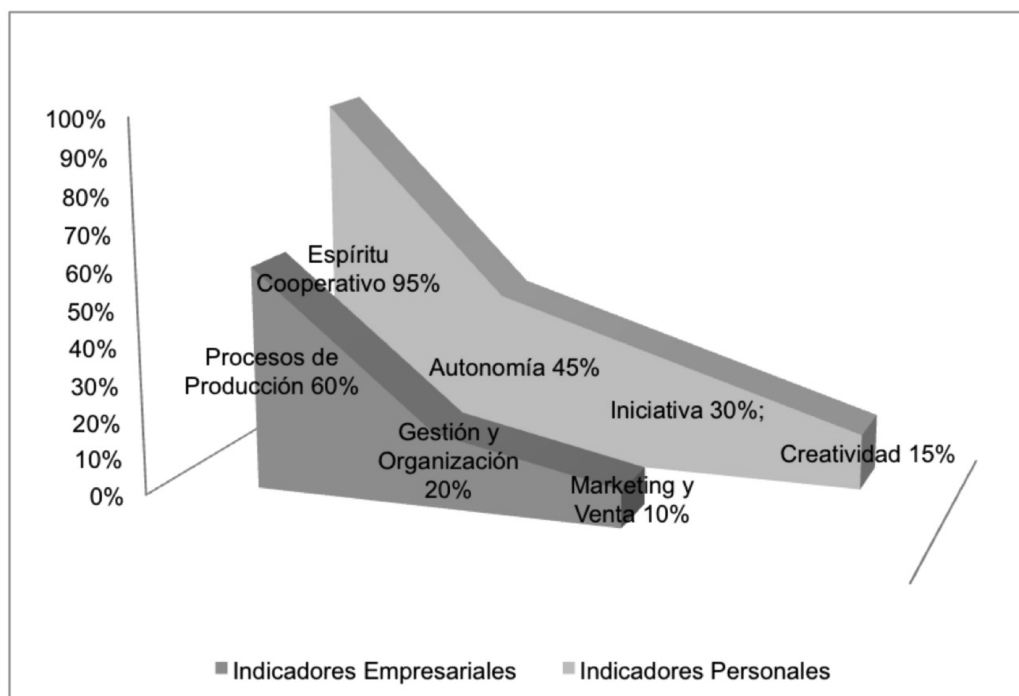 100%
90%
80%
70%
60%
50%
40%
30%
20%
10%
0%
Espíritu
Cooperativo 95%
Procesos de
Producción 60%
Autonomía 45%
Iniciativa 30%;
Gestión y
Organización
20%
Creatividad 15%
Marketing y
Venta 10%
Indicadores Empresariales
Indicadores Personales